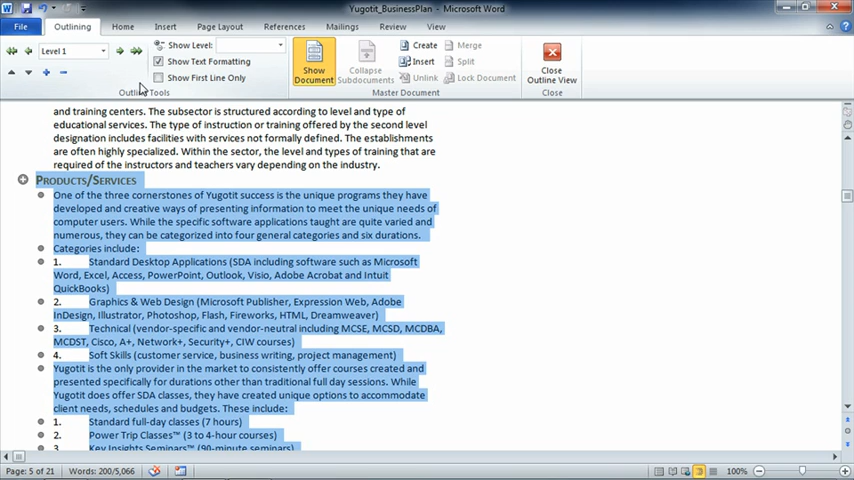 Yugotit_BusinessPlan - Microsoft Word
File Outlining Home Insert Page Layout References Mailings Review View
Level 1
Show Level:
Show Text Formatting
Show First Line Only
Outline Tools
Show Document
Collapse Subdocuments
Create
Insert
Unlink
Merge
Split
Lock Document
Master Document
Close Outline View
Close
and training centers. The subsector is structured according to level and type of
educational services. The type of instruction or training offered by the second level
designation includes facilities with services not formally defined. The establishments
are often highly specialized. Within the sector, the level and types of training that are
required of the instructors and teachers vary depending on the industry.
PRODUCTS/SERVICES
One of the three cornerstones of Yugotit success is the unique programs they have
developed and creative ways of presenting information to meet the unique needs of
computer users. While the specific software applications taught are quite varied and
numerous, they can be categorized into four general categories and six durations.
Categories include:
1. Standard Desktop Applications (SDA including software such as Microsoft
Word, Excel, Access, PowerPoint, Outlook, Visio, Adobe Acrobat and Intuit
QuickBooks)
2. Graphics & Web Design (Microsoft Publisher, Expression Web, Adobe
InDesign, Illustrator, Photoshop, Flash, Fireworks, HTML, Dreamweaver)
3. Technical (vendor-specific and vendor-neutral including MCSE, MCSD, MCDBA,
MCDST, Cisco, A+, Network+, Security+, CIW courses)
4. Soft Skills (customer service, business writing, project management)
Yugotit is the only provider in the market to consistently offer courses created and
presented specifically for durations other than traditional full day sessions. While
Yugotit does offer SDA classes, they have created unique options to accommodate
client needs, schedules and budgets. These include:
1. Standard full-day classes (7 hours)
2. Power Trip Classes™ (3 to 4-hour courses)
3. Key Insights Seminars™ (90-minute seminars)
Page: 5 of 21 Words: 200/5,066 100%